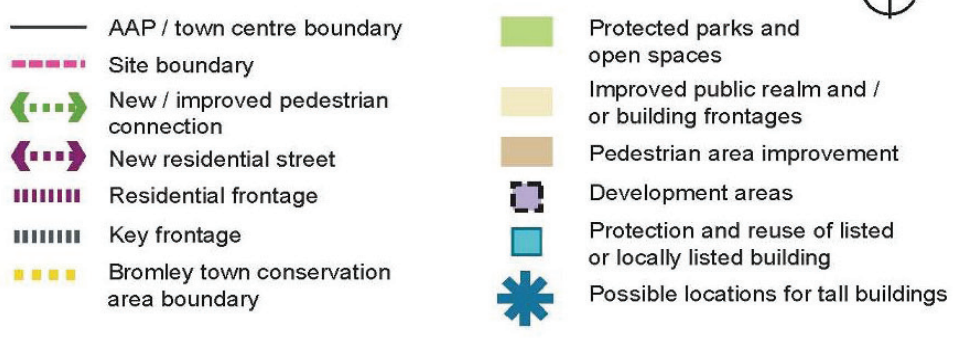 AAP / town centre boundary
Site boundary
New / improved pedestrian
connection
New residential street
Residential frontage
Key frontage
Bromley town conservation
area boundary
Protected parks and
open spaces
Improved public realm and /
or building frontages
Pedestrian area improvement
Development areas
Protection and reuse of listed
or locally listed building
Possible locations for tall buildings